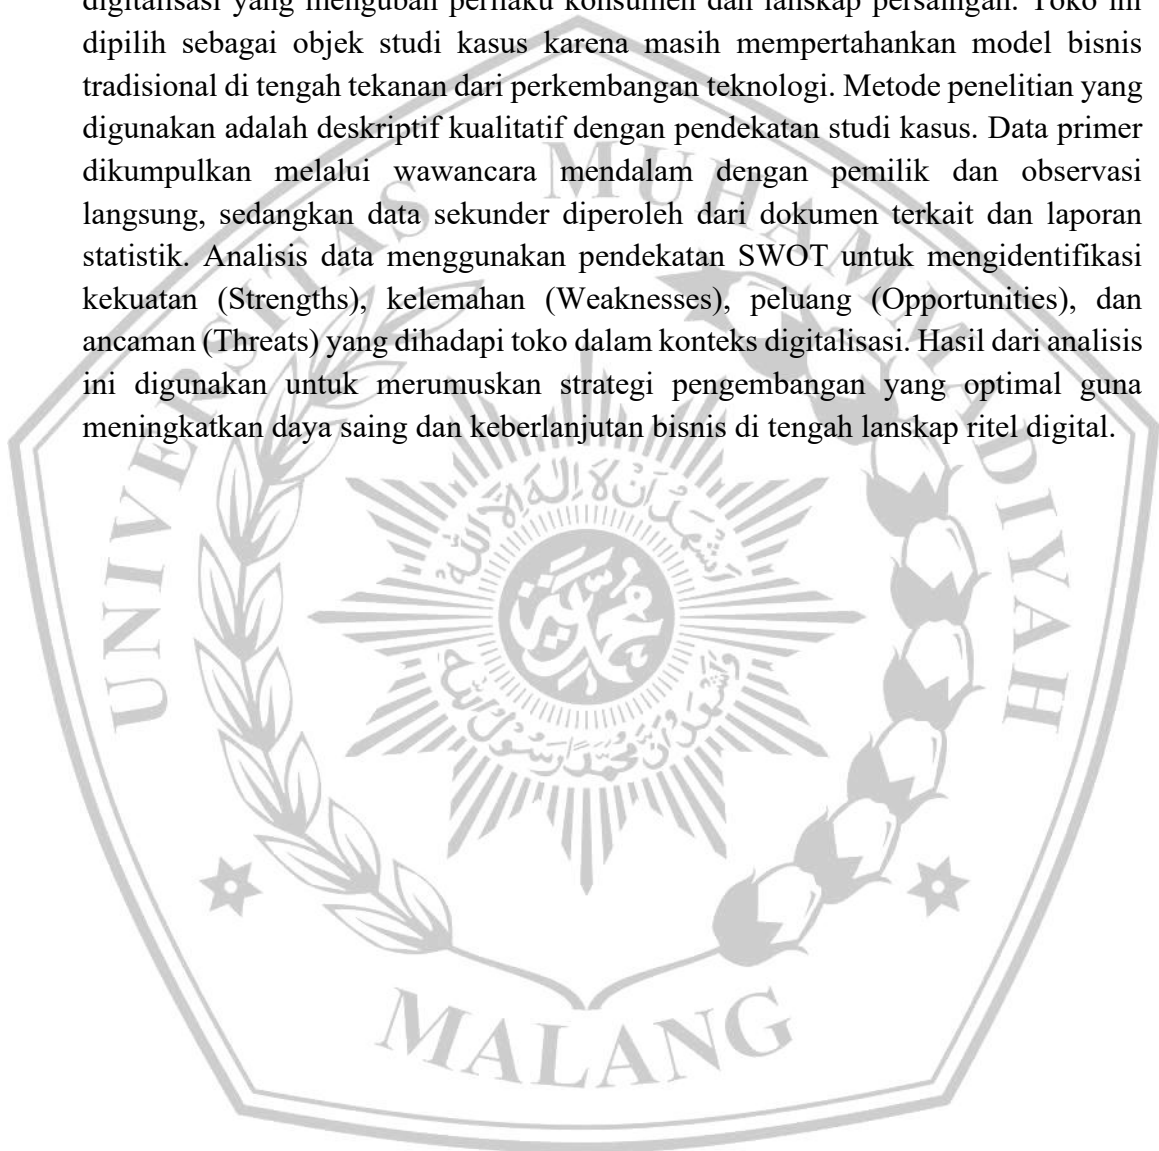 digitalisasi yang mengubah perilaku konsumen dan lanskap persaingan. Toko ini
dipilih sebagai objek studi kasus karena masih mempertahankan model bisnis
tradisional di tengah tekanan dari perkembangan teknologi. Metode penelitian yang
digunakan adalah deskriptif kualitatif dengan pendekatan studi kasus. Data primer
dikumpulkan melalui wawancara mendalam dengan pemilik dan observasi
langsung, sedangkan data sekunder diperoleh dari dokumen terkait dan laporan
statistik. Analisis data menggunakan pendekatan SWOT untuk mengidentifikasi
kekuatan (Strengths), kelemahan (Weaknesses), peluang (Opportunities), dan
ancaman (Threats) yang dihadapi toko dalam konteks digitalisasi. Hasil dari analisis
ini digunakan untuk merumuskan strategi pengembangan yang optimal guna
meningkatkan daya saing dan keberlanjutan bisnis di tengah lanskap ritel digital.
UNIVERSITAS MUHAMMADIYAH
MALANG